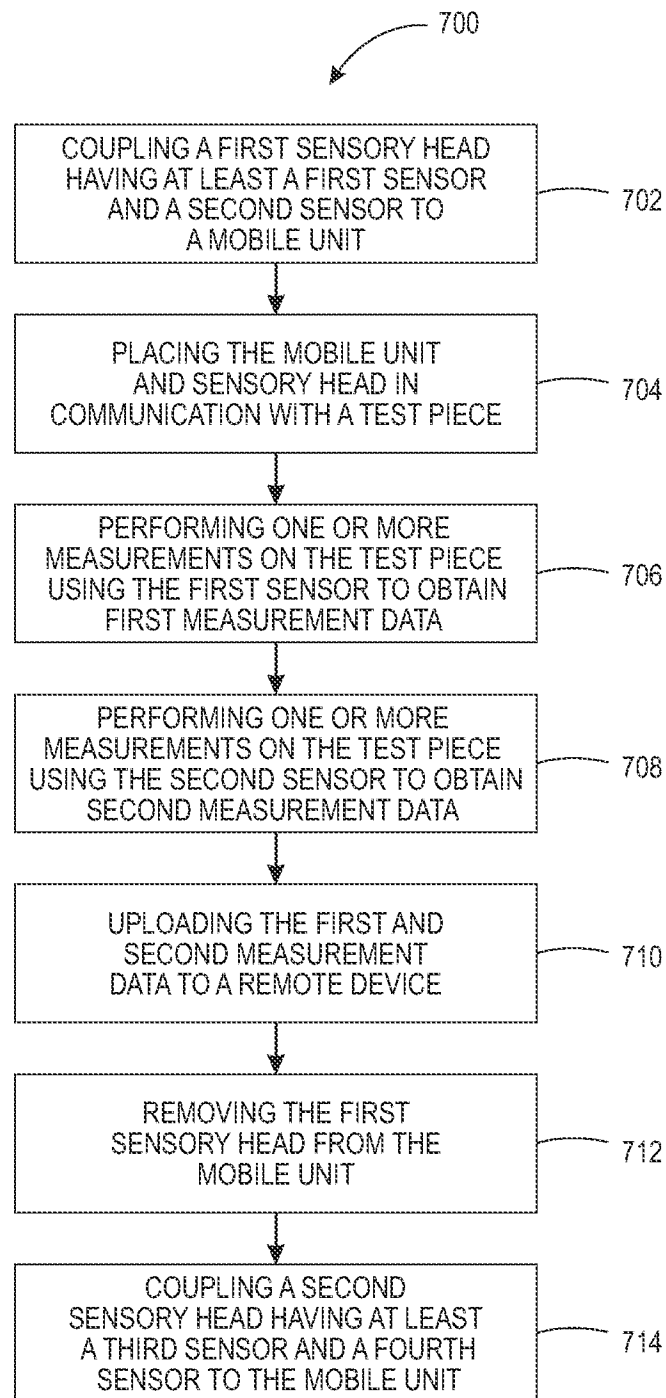 700
COUPLING A FIRST SENSORY HEAD
HAVING AT LEAST A FIRST SENSOR
AND A SECOND SENSOR TO
A MOBILE UNIT
702
PLACING THE MOBILE UNIT
AND SENSORY HEAD IN
COMMUNICATION WITH A TEST PIECE
704
PERFORMING ONE OR MORE
MEASUREMENTS ON THE TEST PIECE
USING THE FIRST SENSOR TO OBTAIN
FIRST MEASUREMENT DATA
706
PERFORMING ONE OR MORE
MEASUREMENTS ON THE TEST PIECE
USING THE SECOND SENSOR TO OBTAIN
SECOND MEASUREMENT DATA
708
UPLOADING THE FIRST AND
SECOND MEASUREMENT
DATA TO A REMOTE DEVICE
710
REMOVING THE FIRST
SENSORY HEAD FROM THE
MOBILE UNIT
712
COUPLING A SECOND
SENSORY HEAD HAVING AT LEAST
A THIRD SENSOR AND A FOURTH
SENSOR TO THE MOBILE UNIT
714